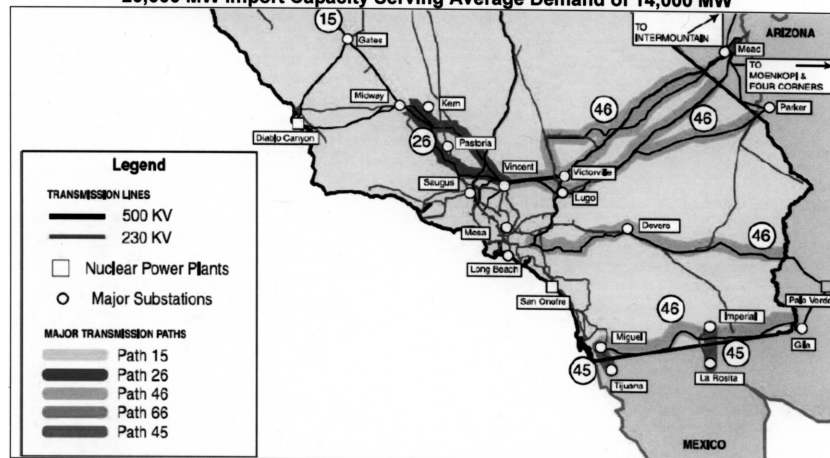 20,000 MW Import Capacity Serving Average Demand of 14,000 MW
15
Gates
TO
INTERMOUNTAIN
ARIZONA
Mead
TO
MOENKOPI &
FOUR CORNERS
Midway
Kern
46
Parker
Diablo Canyon
26
Pastoria
46
Vincent
Victorville
Saugus
Lugo
Mesa
Devers
46
Long Beach
San Onofre
Palo Verde
46
Imperial
Miguel
Gila
45
45
Tijuana
La Rosita
MEXICO
Legend
TRANSMISSION LINES
500 KV
230 KV
Nuclear Power Plants
Major Substations
MAJOR TRANSMISSION PATHS
Path 15
Path 26
Path 46
Path 66
Path 45